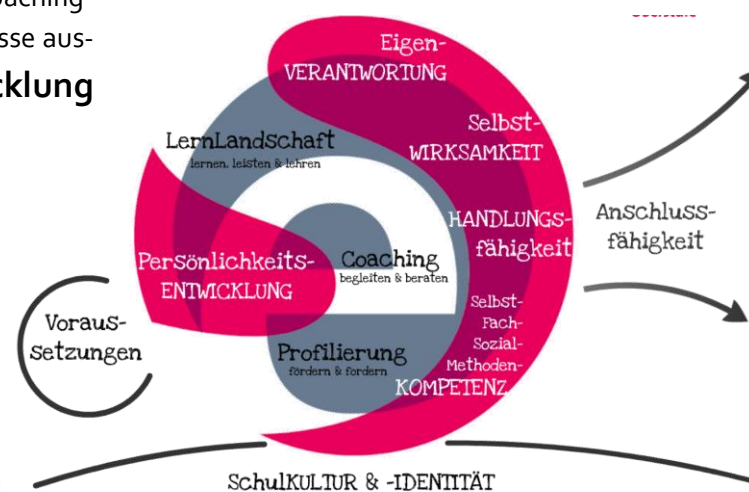 sse aus-
cklung
Eigen-
VERANTWORTUNG
Selbst-
WIRKSAMKEIT
LernLandschaft
lernen, leisten & lehren
HANDLUNGS-
fähigkeit
Anschluss-
fähigkeit
Coaching
begleiten & beraten
Persönlichkeits-
ENTWICKLUNG
Voraus-
setzungen
Selbst-
Fach-
Sozial-
Methoden-
KOMPETENZ
Profilierung
fördern & fordern
SchulKULTUR & -IDENTITÄT